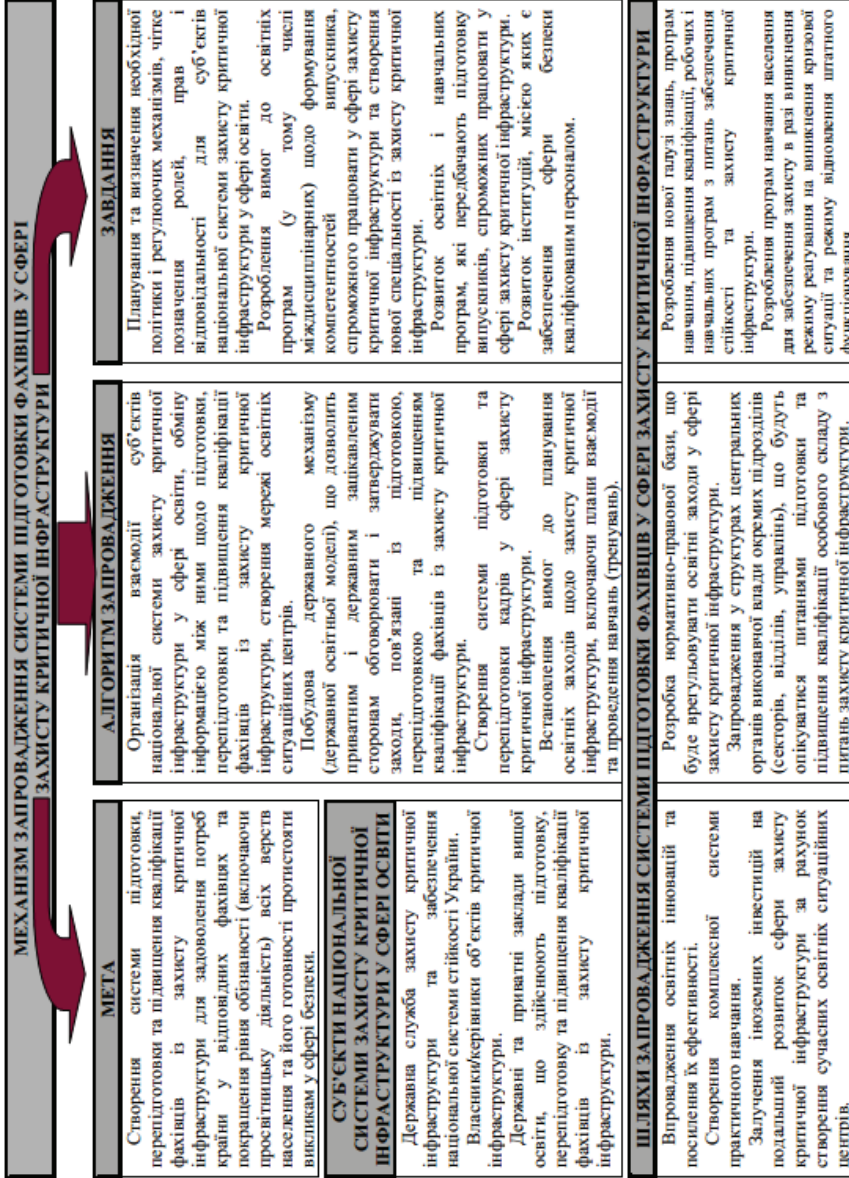 МЕХАНІЗМ ЗАПРОВАДЖЕННЯ СИСТЕМИ ПІДГОТОВКИ ФАХІВЦІВ У СФЕРІ
ЗАХИСТУ КРИТИЧНОЇ ІНФРАСТРУКТУРИ
МЕТА
Створення системи підготовки,
перепідготовки та підвищення кваліфікації
фахівців із захисту критичної
інфраструктури для задоволення потреб
країни у відповідних фахівцях та
покращення рівня обізнаності (включаючи
просвітницьку діяльність) всіх верств
населення та його готовності протистояти
викликам у сфері безпеки.
СУБ'ЄКТИ НАЦІОНАЛЬНОЇ
СИСТЕМИ ЗАХИСТУ КРИТИЧНОЇ
ІНФРАСТРУКТУРИ У СФЕРІ ОСВІТИ
Державна служба захисту критичної
інфраструктури та забезпечення
національної системи стійкості України.
Власники/керівники об'єктів критичної
інфраструктури.
Державні та приватні заклади вищої
освіти, що здійснюють підготовку,
перепідготовку та підвищення кваліфікації
фахівців із захисту критичної
інфраструктури.
АЛГОРИТМ ЗАПРОВАДЖЕННЯ
Організація взаємодії суб'єктів
національної системи захисту критичної
інфраструктури у сфері освіти, обміну
інформацією між ними щодо підготовки,
перепідготовки та підвищення кваліфікації
фахівців із захисту критичної
інфраструктури, створення мережі освітніх
ситуаційних центрів.
Побудова державного механізму
(державної освітньої моделі), що дозволить
приватним і державним зацікавленим
сторонам обговорювати і затверджувати
заходи, пов'язані із підготовкою,
перепідготовкою та підвищенням
кваліфікації фахівців із захисту критичної
інфраструктури.
Створення системи підготовки та
перепідготовки кадрів у сфері захисту
критичної інфраструктури.
Встановлення вимог до планування
освітніх заходів щодо захисту критичної
інфраструктури, включаючи плани взаємодії
та проведення навчань (тренувань).
ЗАВДАННЯ
Планування та визначення необхідної
політики і регулюючих механізмів, чітке
позначення ролей, прав і
відповідальності для суб'єктів
національної системи захисту критичної
інфраструктури у сфері освіти.
Розроблення вимог до освітніх
програм (у тому числі
міждисциплінарних) щодо формування
компетентностей випускника,
спроможного працювати у сфері захисту
критичної інфраструктури та створення
нової спеціальності із захисту критичної
інфраструктури.
Розвиток освітніх і навчальних
програм, які передбачають підготовку
випускників, спроможних працювати у
сфері захисту критичної інфраструктури.
Розвиток інституцій, місією яких є
забезпечення сфери безпеки
кваліфікованим персоналом.
ШЛЯХИ ЗАПРОВАДЖЕННЯ СИСТЕМИ ПІДГОТОВКИ ФАХІВЦІВ У СФЕРІ ЗАХИСТУ КРИТИЧНОЇ ІНФРАСТРУКТУРИ
Впровадження освітніх інновацій та
посилення їх ефективності.
Створення комплексної системи
практичного навчання.
Залучення іноземних інвестицій на
подальший розвиток сфери захисту
критичної інфраструктури за рахунок
створення сучасних освітніх ситуаційних
центрів.
Розробка нормативно-правової бази, що
буде врегульовувати освітні заходи у сфері
захисту критичної інфраструктури.
Запровадження у структурах центральних
органів виконавчої влади окремих підрозділів
(секторів, відділів, управлінь), що будуть
опікуватися питаннями підготовки та
підвищення кваліфікації особового складу з
питань захисту критичної інфраструктури.
Розроблення нової галузі знань, програм
навчання, підвищення кваліфікації, робочих і
навчальних програм з питань забезпечення
стійкості та захисту критичної
інфраструктури.
Розроблення програм навчання населення
для забезпечення захисту в разі виникнення
режиму реагування на виникнення кризової
ситуації та режиму відновлення штатного
функціонування